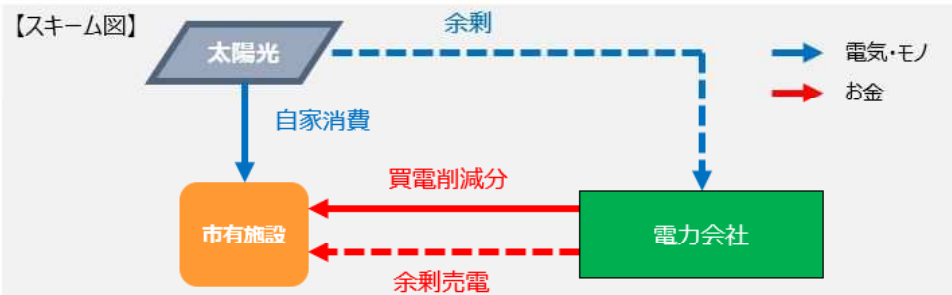 【スキーム図】
余剰
太陽光
電気・モノ
お金
自家消費
買電削減分
市有施設
電力会社
余剰売電